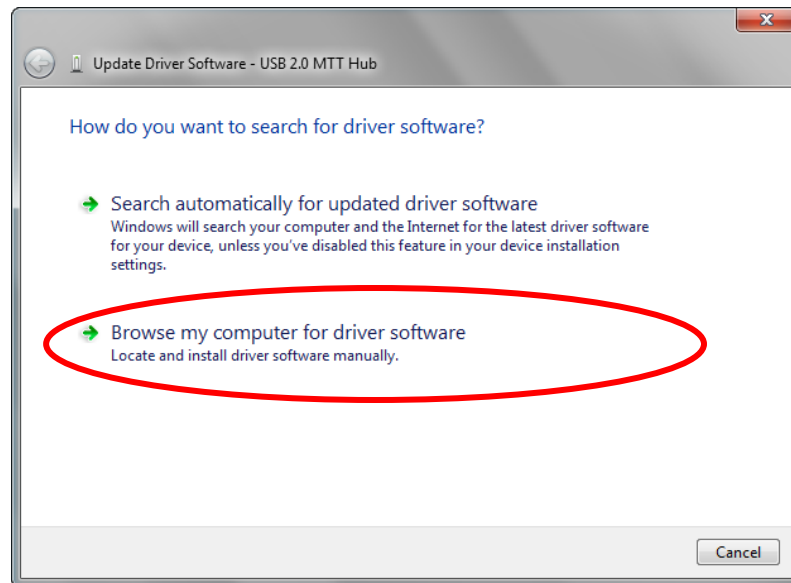 Update Driver Software - USB 2.0 MTT Hub
How do you want to search for driver software?
Search automatically for updated driver software
Windows will search your computer and the Internet for the latest driver software
for your device, unless you've disabled this feature in your device installation
settings.
Browse my computer for driver software
Locate and install driver software manually.
Cancel